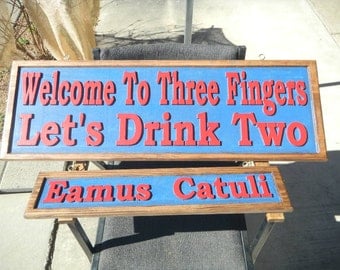 Welcome To Three Fingers
Let's Drink Two
Eamus Catuli